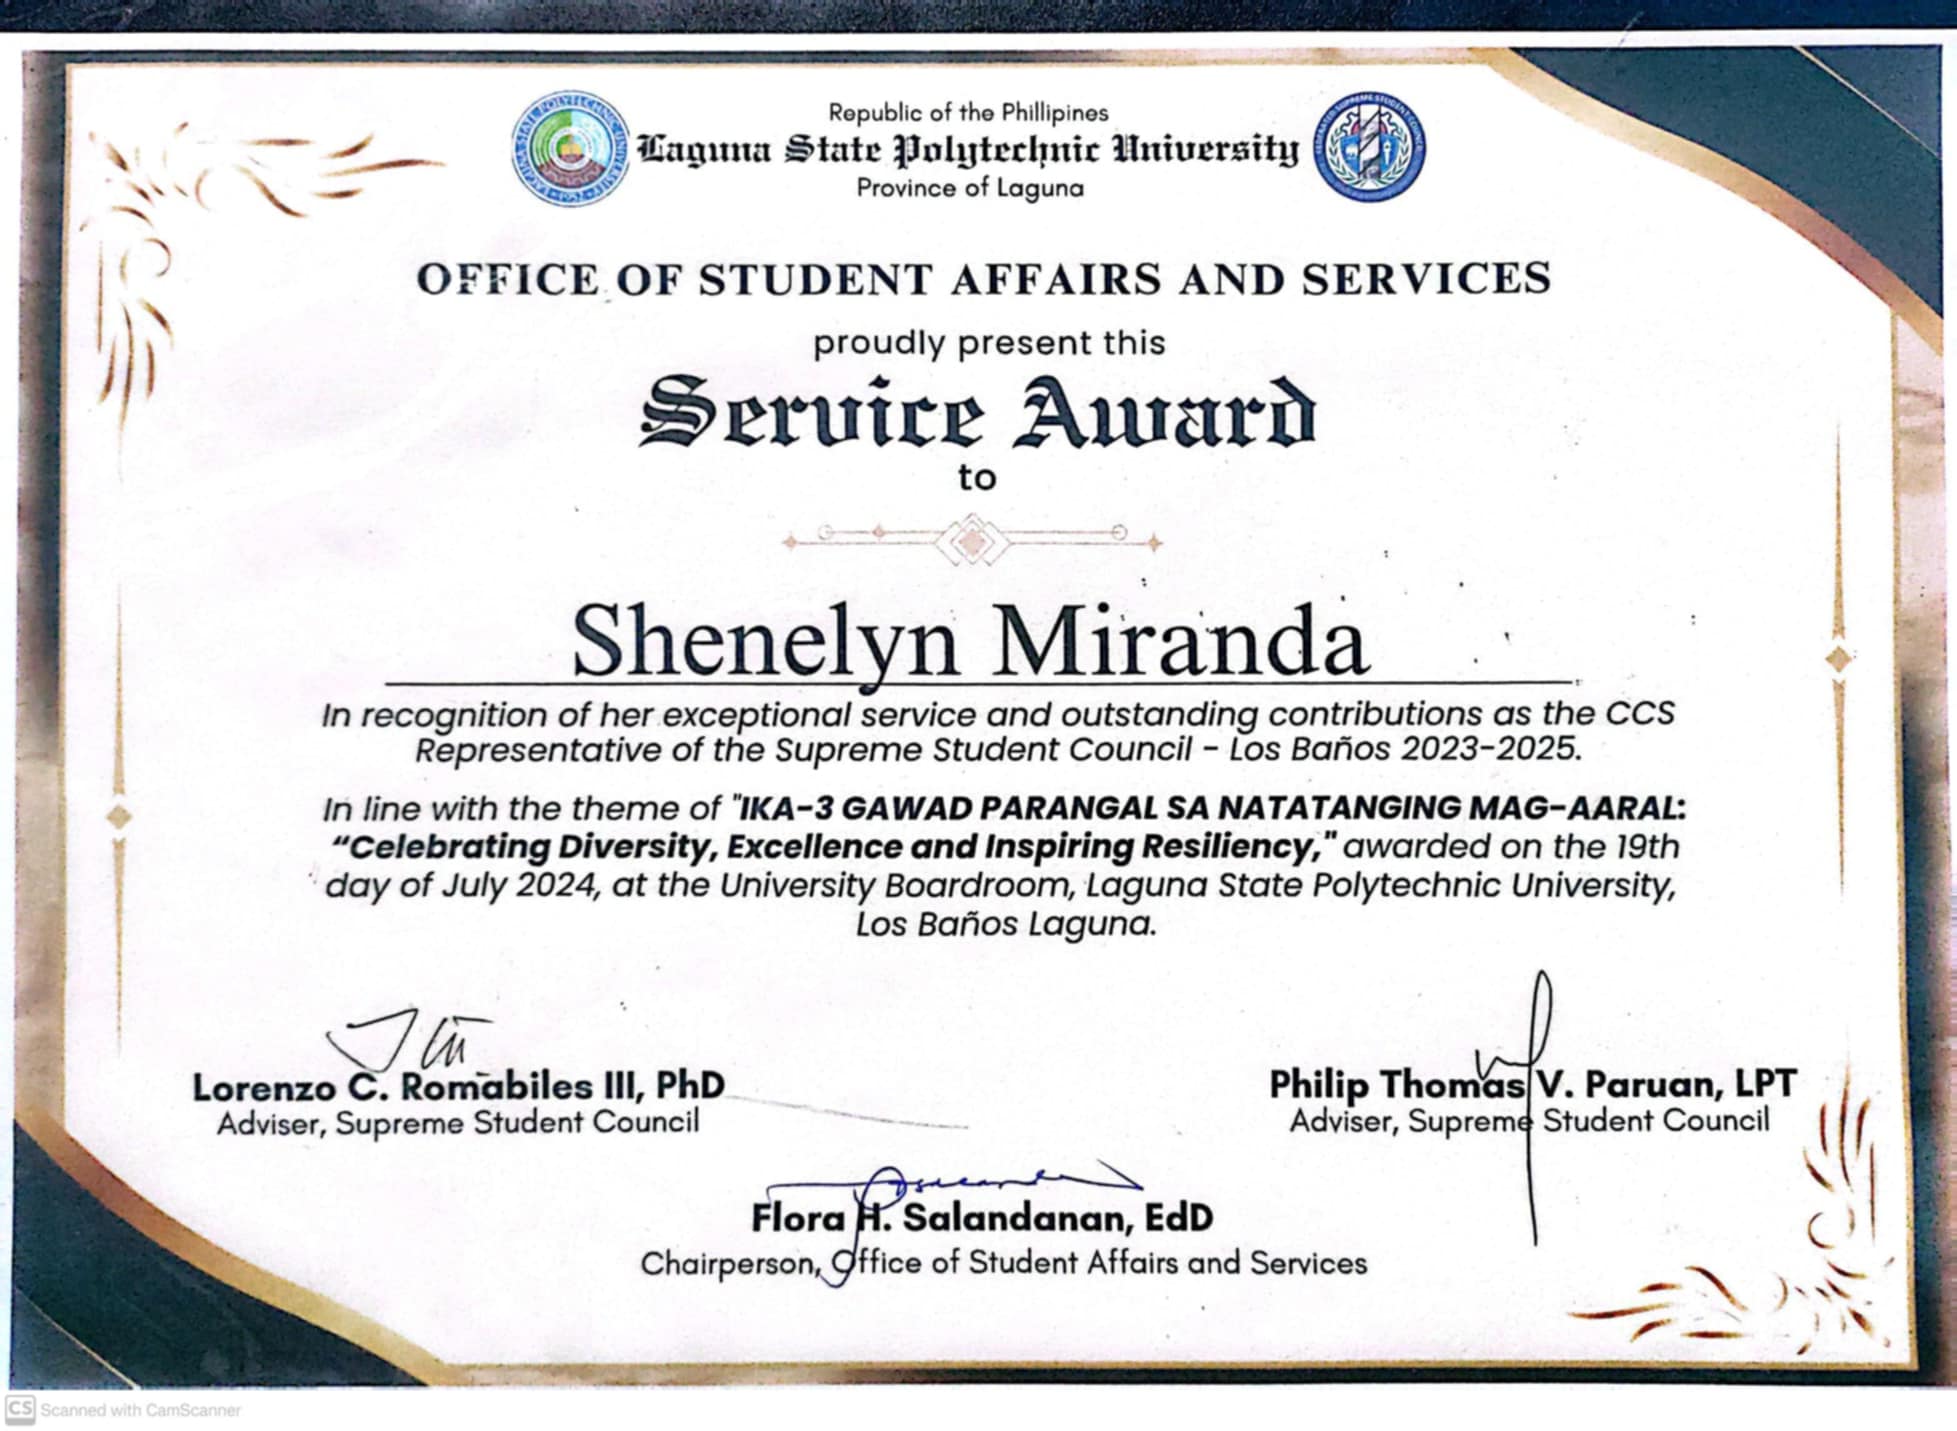 Republic of the Phillipines
Laguna State Polytechnic University
Province of Laguna
OFFICE OF STUDENT AFFAIRS AND SERVICES
proudly present this
Service Award
to
Shenelyn Miranda
In recognition of her exceptional service and outstanding contributions as the CCS
Representative of the Supreme Student Council - Los Baños 2023-2025.
In line with the theme of "IKA-3 GAWAD PARANGAL SA NATATANGING MAG-AARAL:
“Celebrating Diversity, Excellence and Inspiring Resiliency," awarded on the 19th
day of July 2024, at the University Boardroom, Laguna State Polytechnic University,
Los Baños Laguna.
Lorenzo C. Romabiles III, PhD
Adviser, Supreme Student Council
Philip Thomas V. Paruan, LPT
Adviser, Supreme Student Council
Flora H. Salandanan, EdD
Chairperson, Office of Student Affairs and Services
CS Scanned with CamScanner